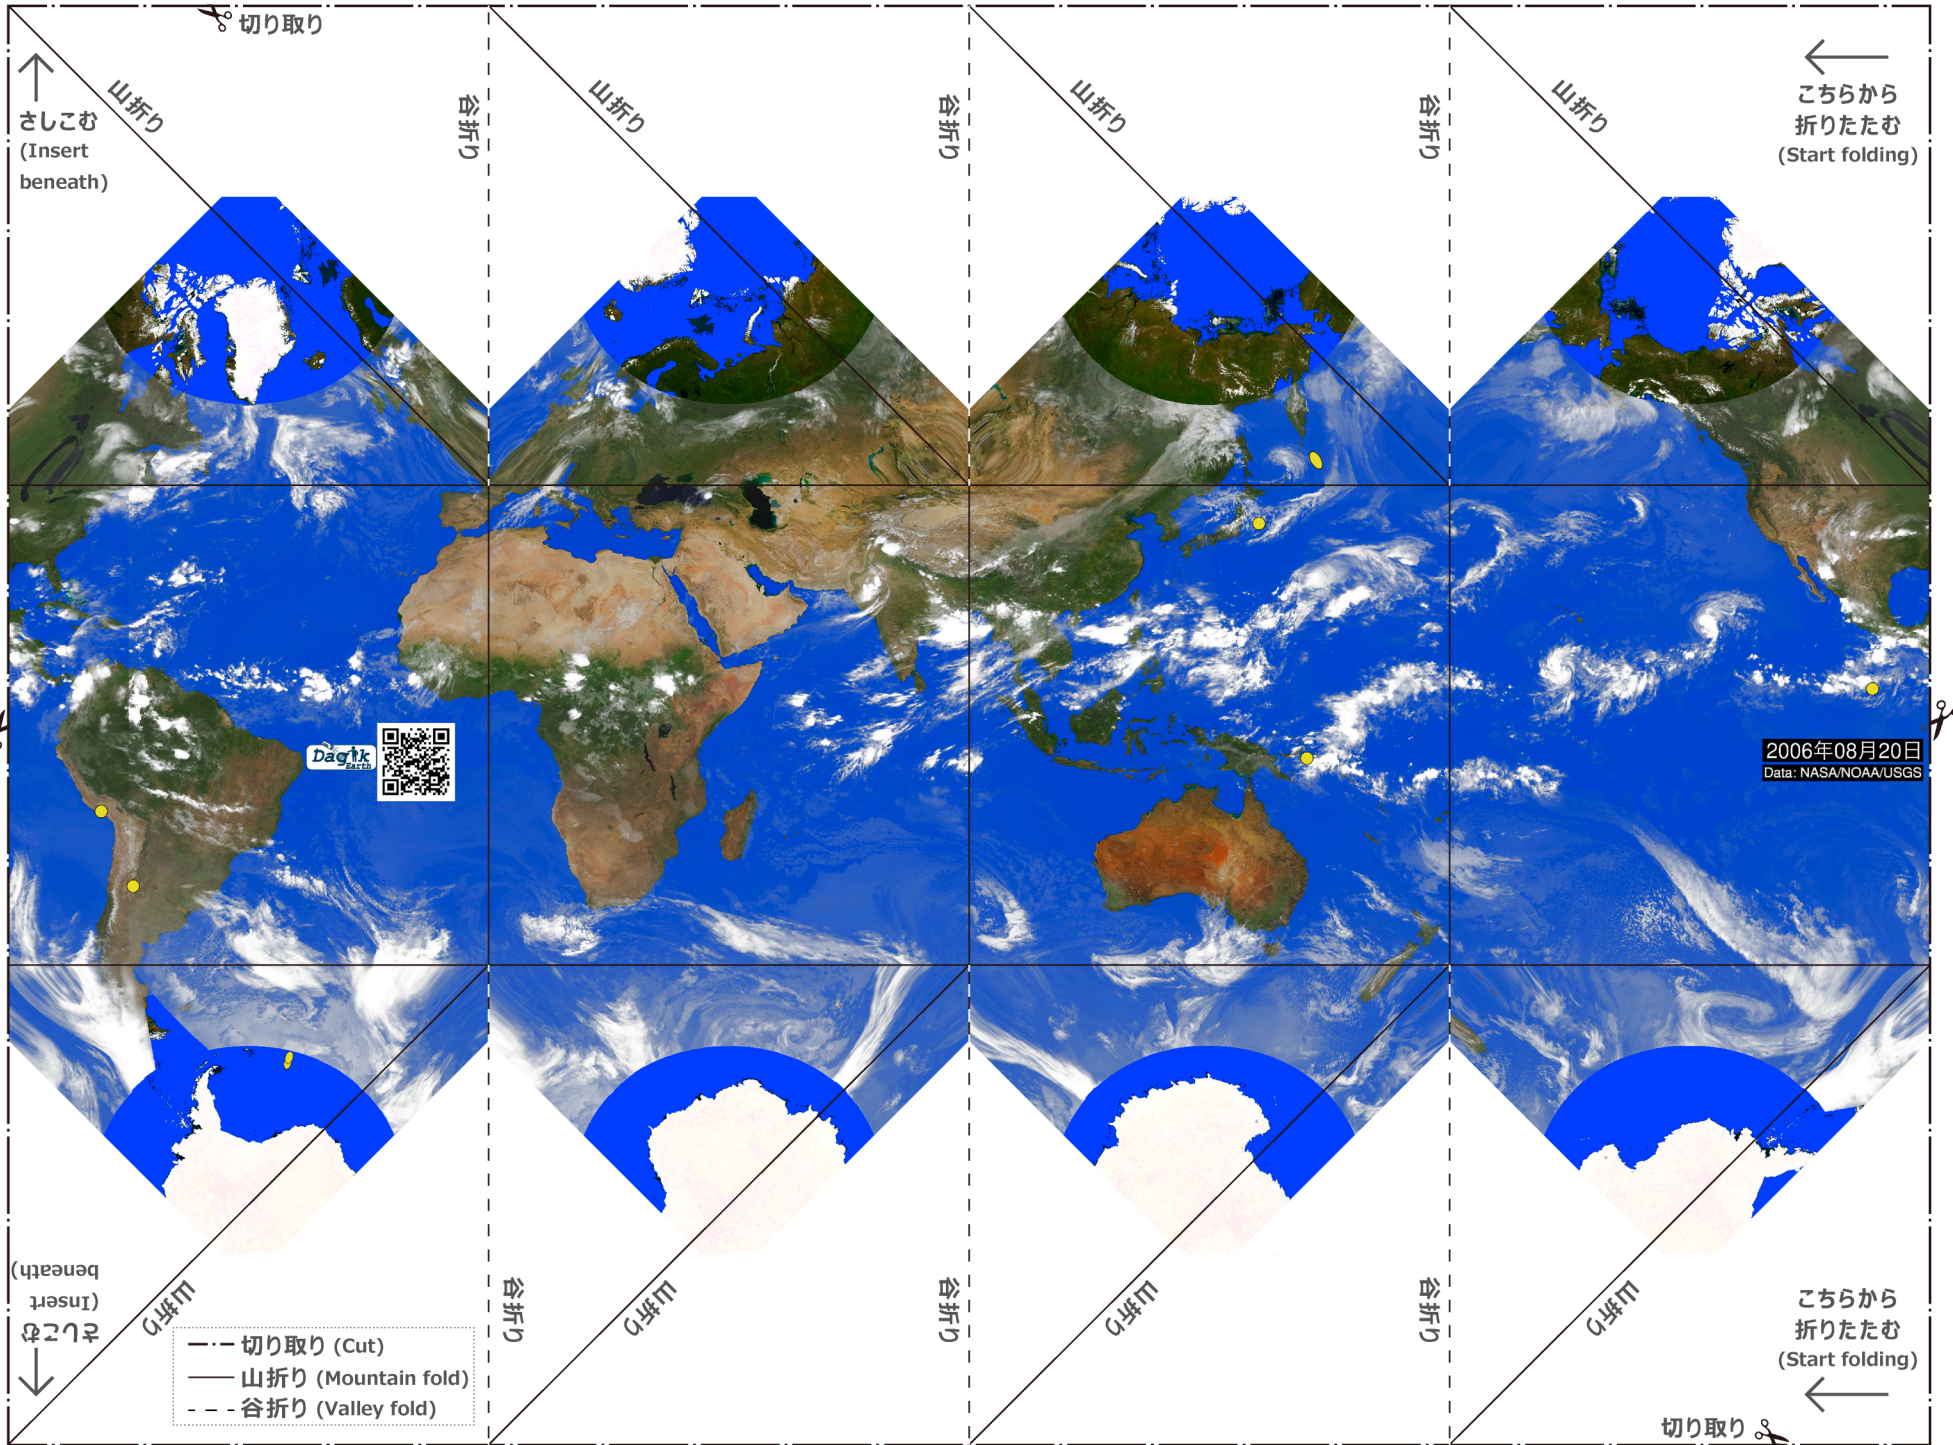 切り取り
山折り
谷折り
山折り
谷折り
山折り
谷折り
山折り
さしこむ
(Insert
beneath)
こちらから
折りたたむ
(Start folding)
Dagik
Earth
2006年08月20日
Data: NASA/NOAA/USGS
さしこむ
(Insert
beneath)
山折り
谷折り
山折り
谷折り
山折り
谷折り
山折り
こちらから
折りたたむ
(Start folding)
切り取り (Cut)
山折り (Mountain fold)
谷折り (Valley fold)
切り取り